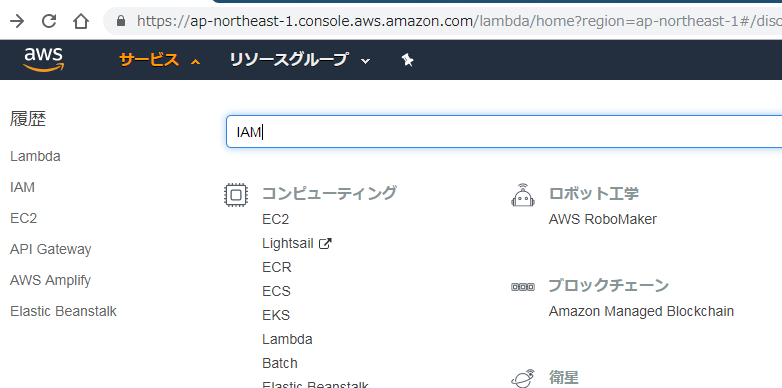 https://ap-northeast-1.console.aws.amazon.com/lambda/home?region=ap-northeast-1#/disc
aws サービス リソースグループ
履歴
Lambda
IAM
EC2
API Gateway
AWS Amplify
Elastic Beanstalk
IAM
コンピューティング
EC2
Lightsail
ECR
ECS
EKS
Lambda
Batch
Elastic Beanstalk
ロボット工学
AWS RoboMaker
ブロックチェーン
Amazon Managed Blockchain
衛星